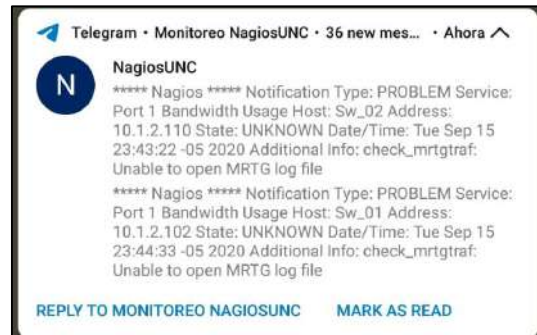 Telegram • Monitoreo NagiosUNC • 36 new mes... • Ahora
N
NagiosUNC
***** Nagios ***** Notification Type: PROBLEM Service:
Port 1 Bandwidth Usage Host: Sw_02 Address:
10.1.2.110 State: UNKNOWN Date/Time: Tue Sep 15
23:43:22 -05 2020 Additional Info: check_mrtgtraf:
Unable to open MRTG log file
***** Nagios ***** Notification Type: PROBLEM Service:
Port 1 Bandwidth Usage Host: Sw_01 Address:
10.1.2.102 State: UNKNOWN Date/Time: Tue Sep 15
23:44:33 -05 2020 Additional Info: check_mrtgtraf:
Unable to open MRTG log file
REPLY TO MONITOREO NAGIOSUNC MARK AS READ